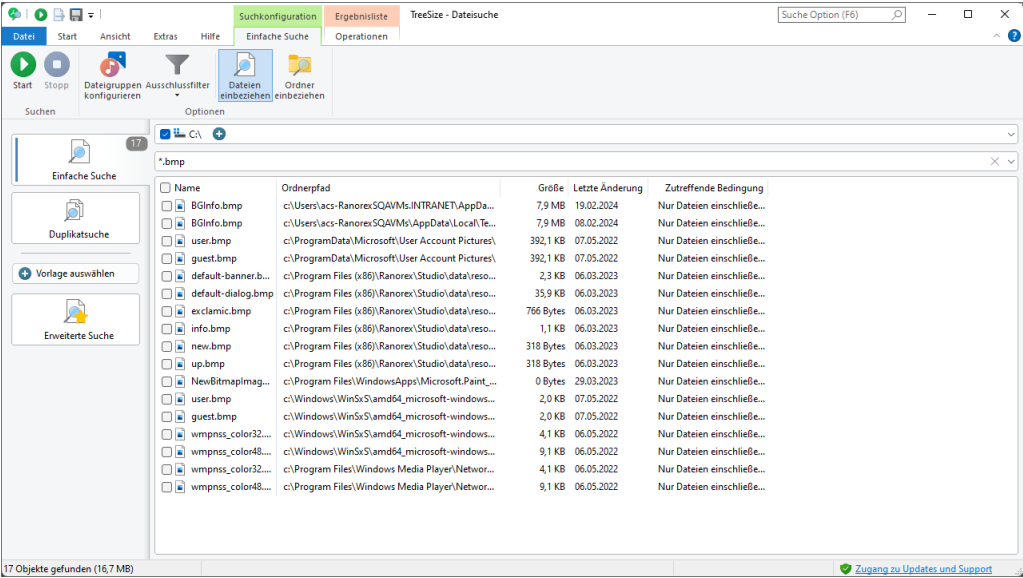 Suchkonfiguration Ergebnisliste TreeSize - Dateisuche Suche Option (F6)
Datei Start Ansicht Extras Hilfe Einfache Suche Operationen
Start Stopp Dateigruppen konfigurieren Ausschlussfilter Dateien einbeziehen Ordner einbeziehen
Suchen Optionen
17
Einfache Suche
Duplikatsuche
Vorlage auswählen
Erweiterte Suche
C:\
*.bmp
Name Ordnerpfad Größe Letzte Änderung Zutreffende Bedingung
BGInfo.bmp c:\Users\acs-RanorexSQAVMs.INTRANET\AppDa... 7,9 MB 19.02.2024 Nur Dateien einschließe...
BGInfo.bmp c:\Users\acs-RanorexSQAVMs\AppData\Local\Te... 7,9 MB 08.02.2024 Nur Dateien einschließe...
user.bmp c:\ProgramData\Microsoft\User Account Pictures\ 392,1 KB 07.05.2022 Nur Dateien einschließe...
guest.bmp c:\ProgramData\Microsoft\User Account Pictures\ 392,1 KB 07.05.2022 Nur Dateien einschließe...
default-banner.b... c:\Program Files (x86)\Ranorex\Studio\data\reso... 2,3 KB 06.03.2023 Nur Dateien einschließe...
default-dialog.bmp c:\Program Files (x86)\Ranorex\Studio\data\reso... 35,9 KB 06.03.2023 Nur Dateien einschließe...
exclamic.bmp c:\Program Files (x86)\Ranorex\Studio\data\reso... 766 Bytes 06.03.2023 Nur Dateien einschließe...
info.bmp c:\Program Files (x86)\Ranorex\Studio\data\reso... 1,1 KB 06.03.2023 Nur Dateien einschließe...
new.bmp c:\Program Files (x86)\Ranorex\Studio\data\reso... 318 Bytes 06.03.2023 Nur Dateien einschließe...
up.bmp c:\Program Files (x86)\Ranorex\Studio\data\reso... 318 Bytes 06.03.2023 Nur Dateien einschließe...
NewBitmapImag... c:\Program Files\WindowsApps\Microsoft.Paint_... 0 Bytes 29.03.2023 Nur Dateien einschließe...
user.bmp c:\Windows\WinSxS\amd64_microsoft-windows... 2,0 KB 07.05.2022 Nur Dateien einschließe...
guest.bmp c:\Windows\WinSxS\amd64_microsoft-windows... 2,0 KB 07.05.2022 Nur Dateien einschließe...
wmpnss_color32.... c:\Windows\WinSxS\amd64_microsoft-windows... 4,1 KB 06.05.2022 Nur Dateien einschließe...
wmpnss_color48.... c:\Windows\WinSxS\amd64_microsoft-windows... 9,1 KB 06.05.2022 Nur Dateien einschließe...
wmpnss_color32.... c:\Program Files\Windows Media Player\Networ... 4,1 KB 06.05.2022 Nur Dateien einschließe...
wmpnss_color48.... c:\Program Files\Windows Media Player\Networ... 9,1 KB 06.05.2022 Nur Dateien einschließe...
17 Objekte gefunden (16,7 MB) Zugang zu Updates und Support